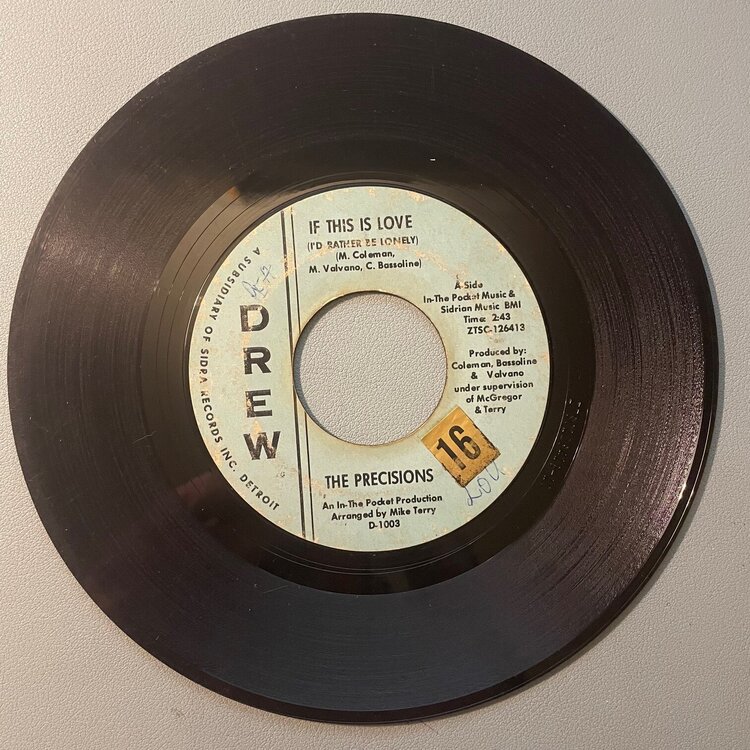 IF THIS IS LOVE
(I'D RATHER BE LONELY)
(M. Coleman,
M. Valvano, C. Bassoline)
A SUBSIDIARY OF SIDRA RECORDS INC. DETROIT
DREW
A Side
In-The Pocket Music &
Sidrian Music BMI
Time: 2:43
ZTSC-126413
Produced by:
Coleman, Bassoline
& Valvano
under supervision
of McGregor
& Terry
16
THE PRECISIONS
An In-The Pocket Production
Arranged by Mike Terry
D-1003